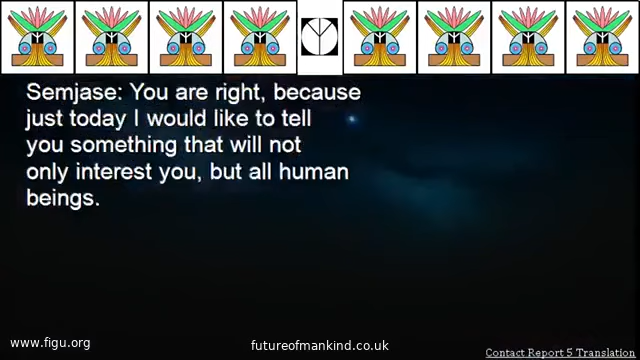 Semjase: You are right, because
just today I would like to tell
you something that will not
only interest you, but all human
beings.
www.figu.org
futureofmankind.co.uk
Contact Report 5 Translation